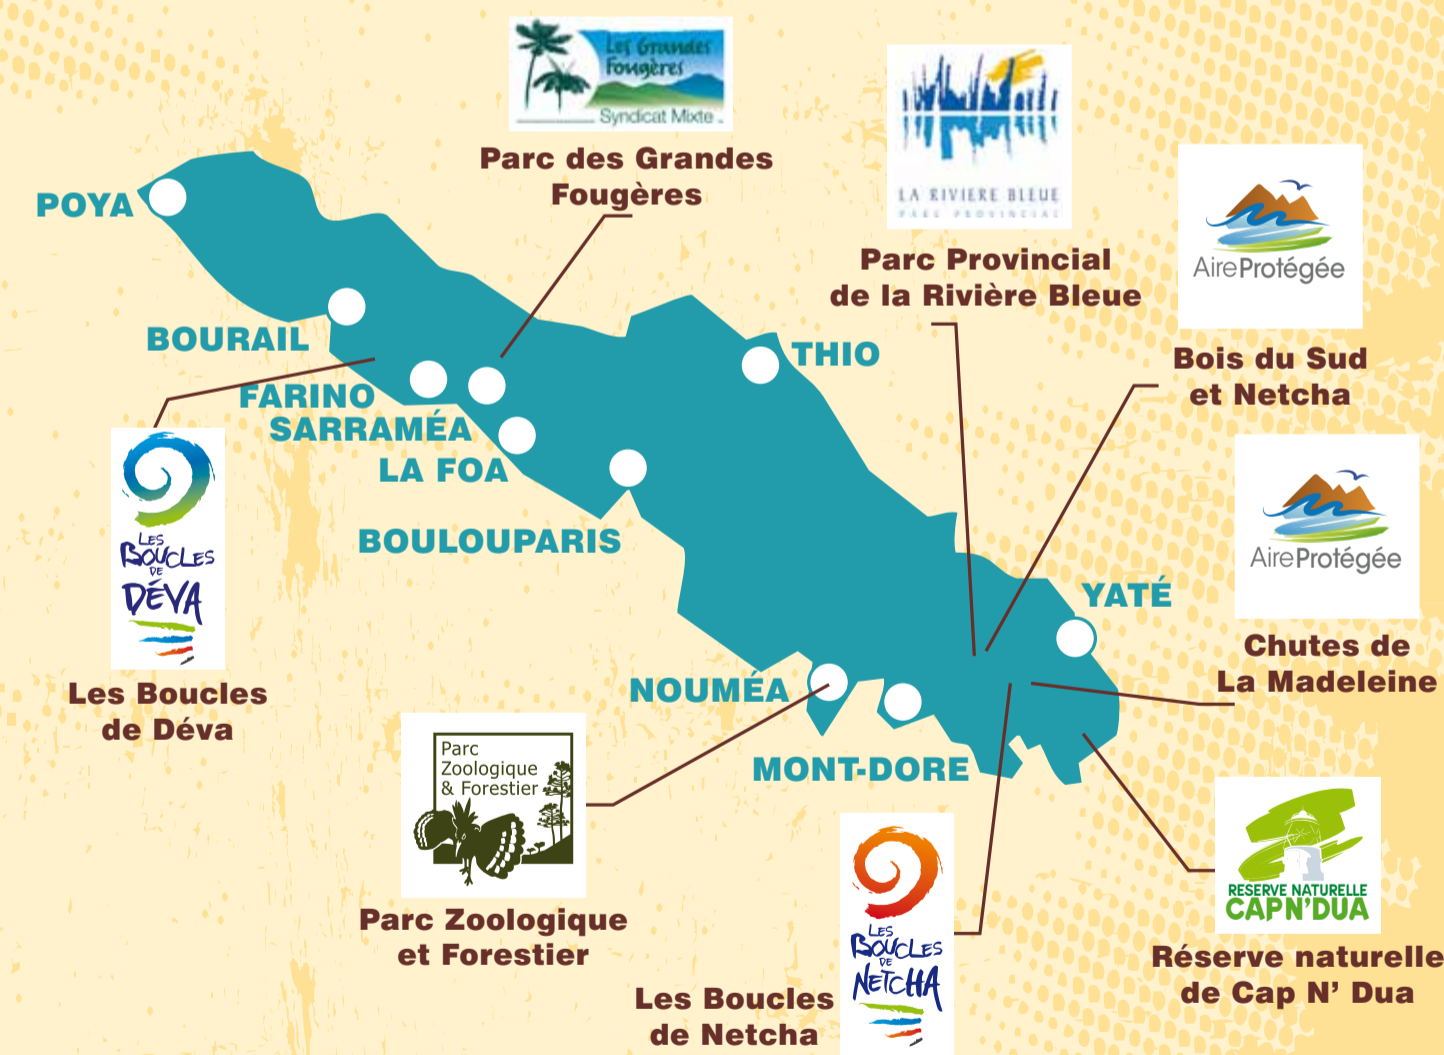 Les Grandes
Fougères
Syndicat Mixte
Parc des Grandes
Fougères
LA RIVIERE BLEUE
PARC PROVINCIAL
Parc Provincial
de la Rivière Bleue
AireProtégée
Bois du Sud
et Netcha
POYA
BOURAIL
FARINO
SARRAMÉA
LA FOA
BOULOUPARIS
THIO
YATÉ
NOUMÉA
MONT-DORE
AireProtégée
Chutes de
La Madeleine
LES
BOUCLES
DE
DÉVA
Les Boucles
de Déva
Parc
Zoologique
& Forestier
Parc Zoologique
et Forestier
LES
BOUCLES
DE
NETCHA
Les Boucles
de Netcha
RESERVE NATURELLE
CAP N'DUA
Réserve naturelle
de Cap N’ Dua